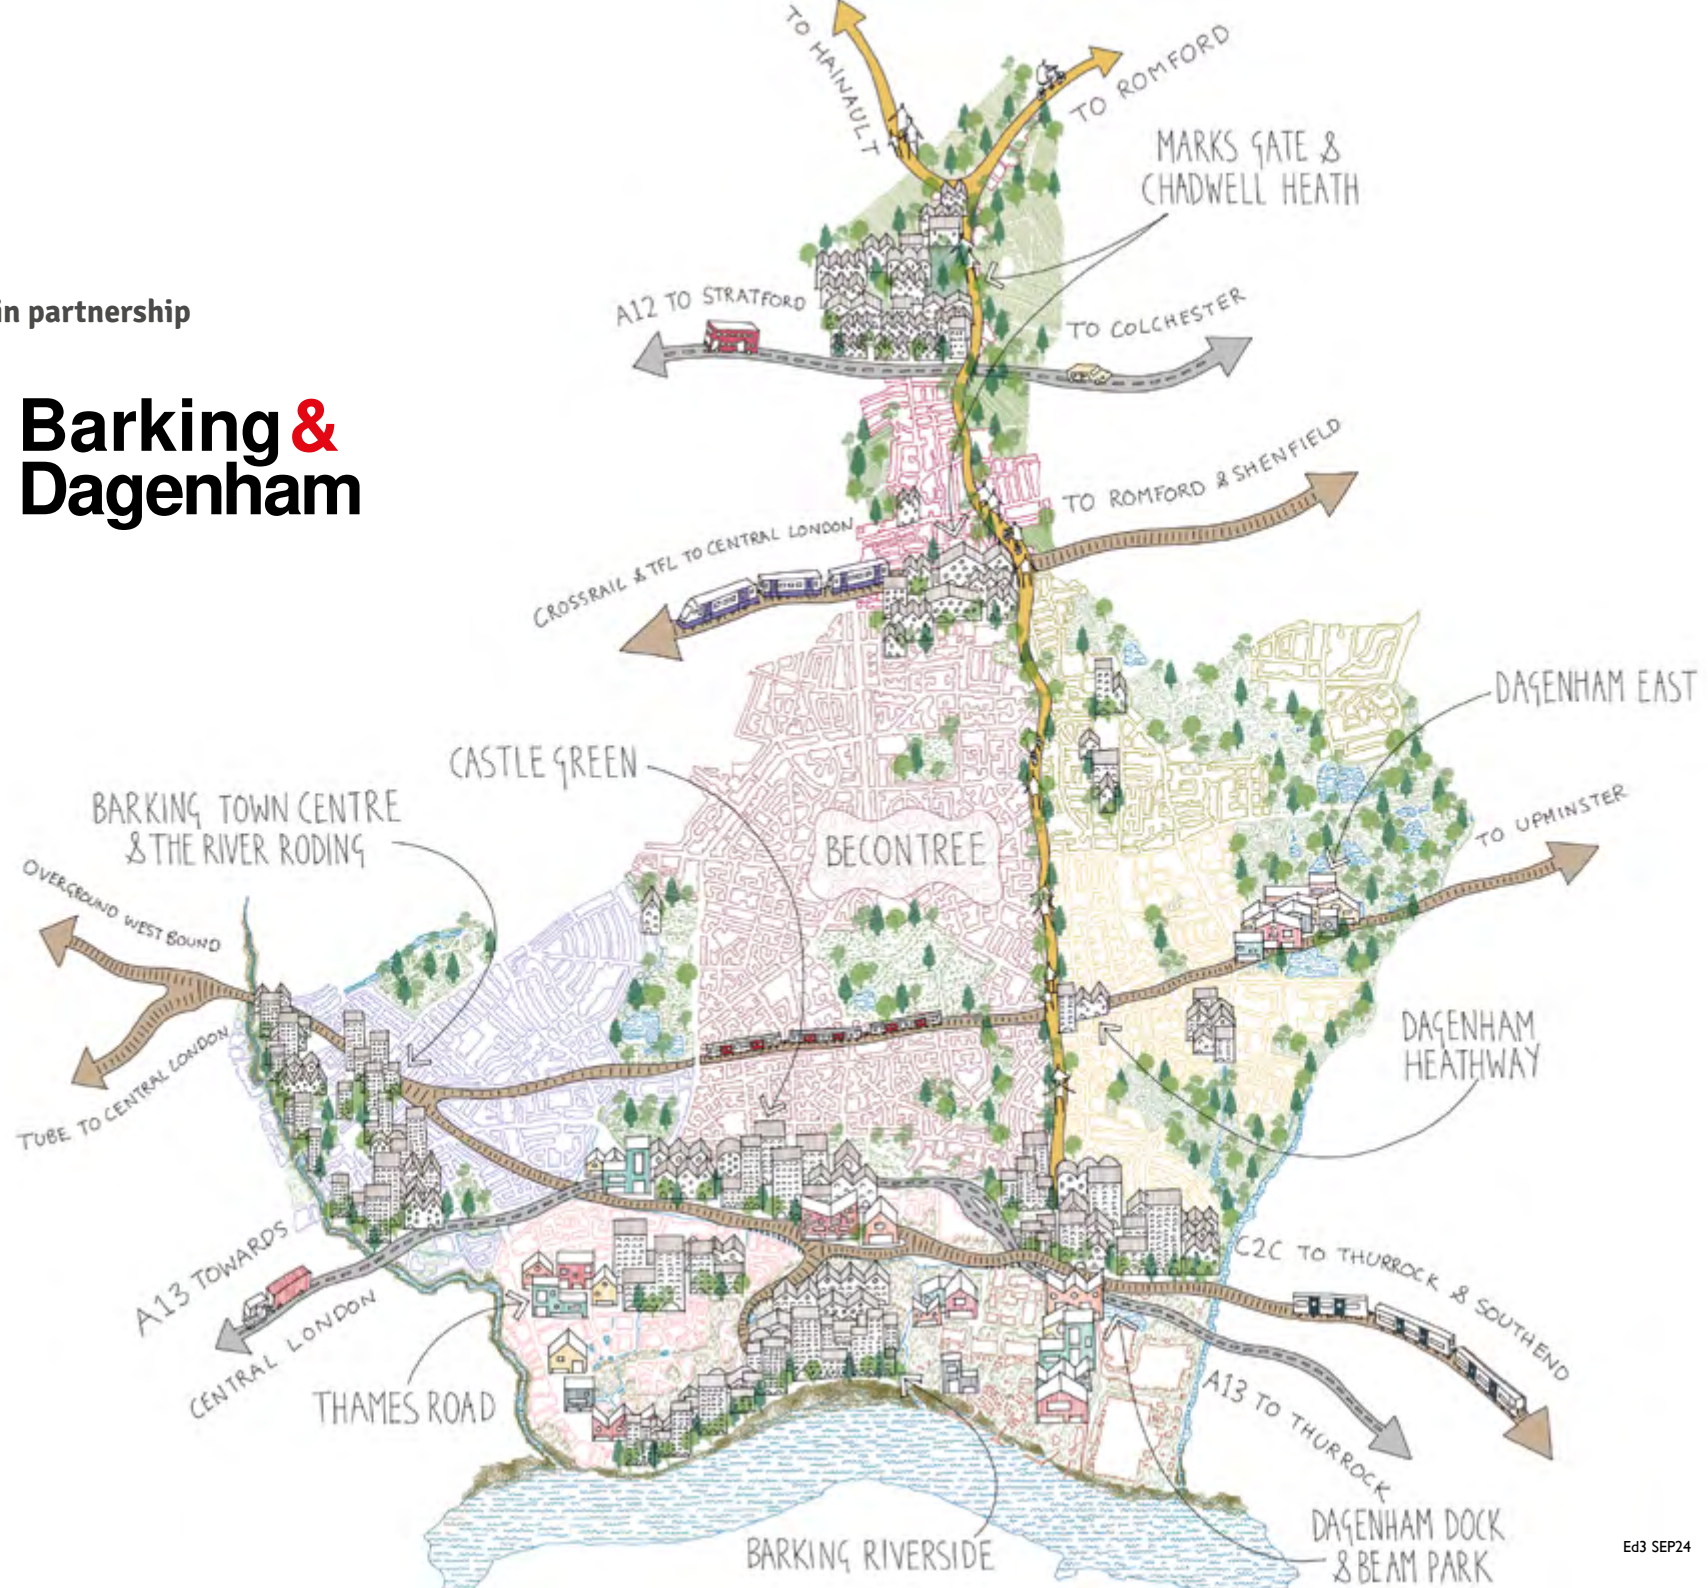 TO HAINAULT
TO ROMFORD
MARKS GATE &
CHADWELL HEATH
in partnership
A12 TO STRATFORD
TO COLCHESTER
Barking &
Dagenham
TO ROMFORD & SHENFIELD
CROSSRAIL & TFL TO CENTRAL LONDON
DAGENHAM EAST
CASTLE GREEN
BARKING TOWN CENTRE
& THE RIVER RODING
BECONTREE
TO UPMINSTER
OVERGROUND WEST BOUND
DAGENHAM
HEATHWAY
TUBE TO CENTRAL LONDON
A13 TOWARDS
CENTRAL LONDON
C2C TO THURROCK & SOUTHEND
THAMES ROAD
A13 TO THURROCK
BARKING RIVERSIDE
DAGENHAM DOCK
& BEAM PARK
Ed3 SEP24